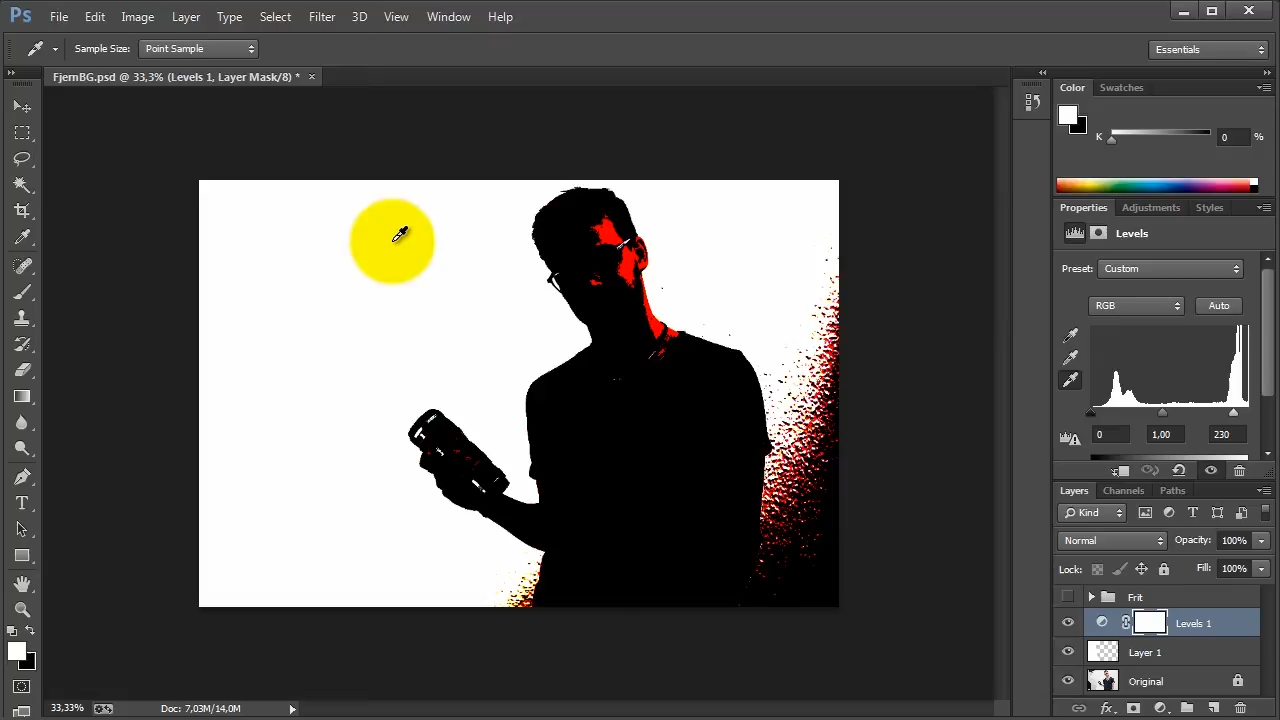 Ps File Edit Image Layer Type Select Filter 3D View Window Help
Sample Size: Point Sample Essentials
FjernBG.psd @ 33,3% (Levels 1, Layer Mask/8) *
Color Swatches
K 0 %
Properties Adjustments Styles
Levels
Preset: Custom
RGB Auto
0 1,00 230
Layers Channels Paths
Kind
Normal Opacity: 100%
Lock: Fill: 100%
Frit
Levels 1
Layer 1
Original
33,33% Doc: 7,03M/14,0M